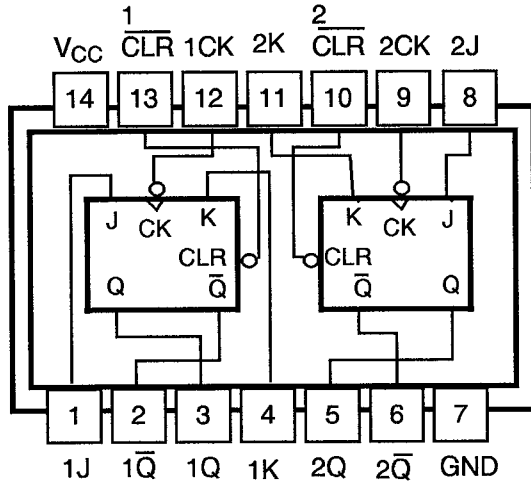 1 2
V̅CC CLR̅ 1CK 2K CLR̅ 2CK 2J
14 13 12 11 10 9 8
J K K J
CK CK
CLR CLR
Q Q̅ Q̅ Q
1 2 3 4 5 6 7
1J 1Q̅ 1Q 1K 2Q 2Q̅ GND